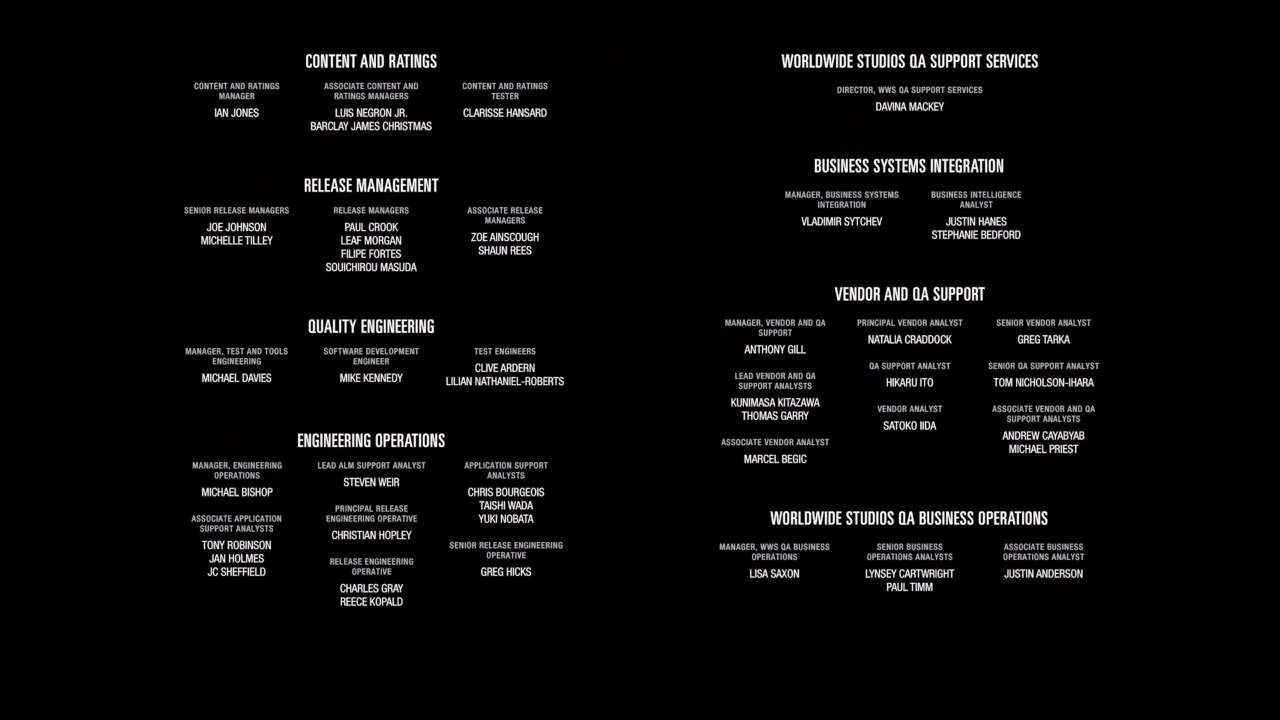 CONTENT AND RATINGS
CONTENT AND RATINGS
MANAGER
IAN JONES
ASSOCIATE CONTENT AND
RATINGS MANAGERS
LUIS NEGRON JR.
BARCLAY JAMES CHRISTMAS
CONTENT AND RATINGS
TESTER
CLARISSE HANSARD
RELEASE MANAGEMENT
SENIOR RELEASE MANAGERS
JOE JOHNSON
MICHELLE TILLEY
RELEASE MANAGERS
PAUL CROOK
LEAF MORGAN
FILIPE FORTES
SOUICHIROU MASUDA
ASSOCIATE RELEASE
MANAGERS
ZOE AINSCOUGH
SHAUN REES
QUALITY ENGINEERING
MANAGER, TEST AND TOOLS
ENGINEERING
MICHAEL DAVIES
SOFTWARE DEVELOPMENT
ENGINEER
MIKE KENNEDY
TEST ENGINEERS
CLIVE ARDERN
LILIAN NATHANIEL-ROBERTS
ENGINEERING OPERATIONS
MANAGER, ENGINEERING
OPERATIONS
MICHAEL BISHOP
ASSOCIATE APPLICATION
SUPPORT ANALYSTS
TONY ROBINSON
JAN HOLMES
JC SHEFFIELD
LEAD ALM SUPPORT ANALYST
STEVEN WEIR
PRINCIPAL RELEASE
ENGINEERING OPERATIVE
CHRISTIAN HOPLEY
RELEASE ENGINEERING
OPERATIVE
CHARLES GRAY
REECE KOPALD
APPLICATION SUPPORT
ANALYSTS
CHRIS BOURGEOIS
TAISHI WADA
YUKI NOBATA
SENIOR RELEASE ENGINEERING
OPERATIVE
GREG HICKS
WORLDWIDE STUDIOS QA SUPPORT SERVICES
DIRECTOR, WWS QA SUPPORT SERVICES
DAVINA MACKEY
BUSINESS SYSTEMS INTEGRATION
MANAGER, BUSINESS SYSTEMS
INTEGRATION
VLADIMIR SYTCHEV
BUSINESS INTELLIGENCE
ANALYST
JUSTIN HANES
STEPHANIE BEDFORD
VENDOR AND QA SUPPORT
MANAGER, VENDOR AND QA
SUPPORT
ANTHONY GILL
LEAD VENDOR AND QA
SUPPORT ANALYSTS
KUNIMASA KITAZAWA
THOMAS GARRY
ASSOCIATE VENDOR ANALYST
MARCEL BEGIC
PRINCIPAL VENDOR ANALYST
NATALIA CRADDOCK
QA SUPPORT ANALYST
HIKARU ITO
VENDOR ANALYST
SATOKO IIDA
SENIOR VENDOR ANALYST
GREG TARKA
SENIOR QA SUPPORT ANALYST
TOM NICHOLSON-IHARA
ASSOCIATE VENDOR AND QA
SUPPORT ANALYSTS
ANDREW CAYABYAB
MICHAEL PRIEST
WORLDWIDE STUDIOS QA BUSINESS OPERATIONS
MANAGER, WWS QA BUSINESS
OPERATIONS
LISA SAXON
SENIOR BUSINESS
OPERATIONS ANALYSTS
LYNSEY CARTWRIGHT
PAUL TIMM
ASSOCIATE BUSINESS
OPERATIONS ANALYST
JUSTIN ANDERSON